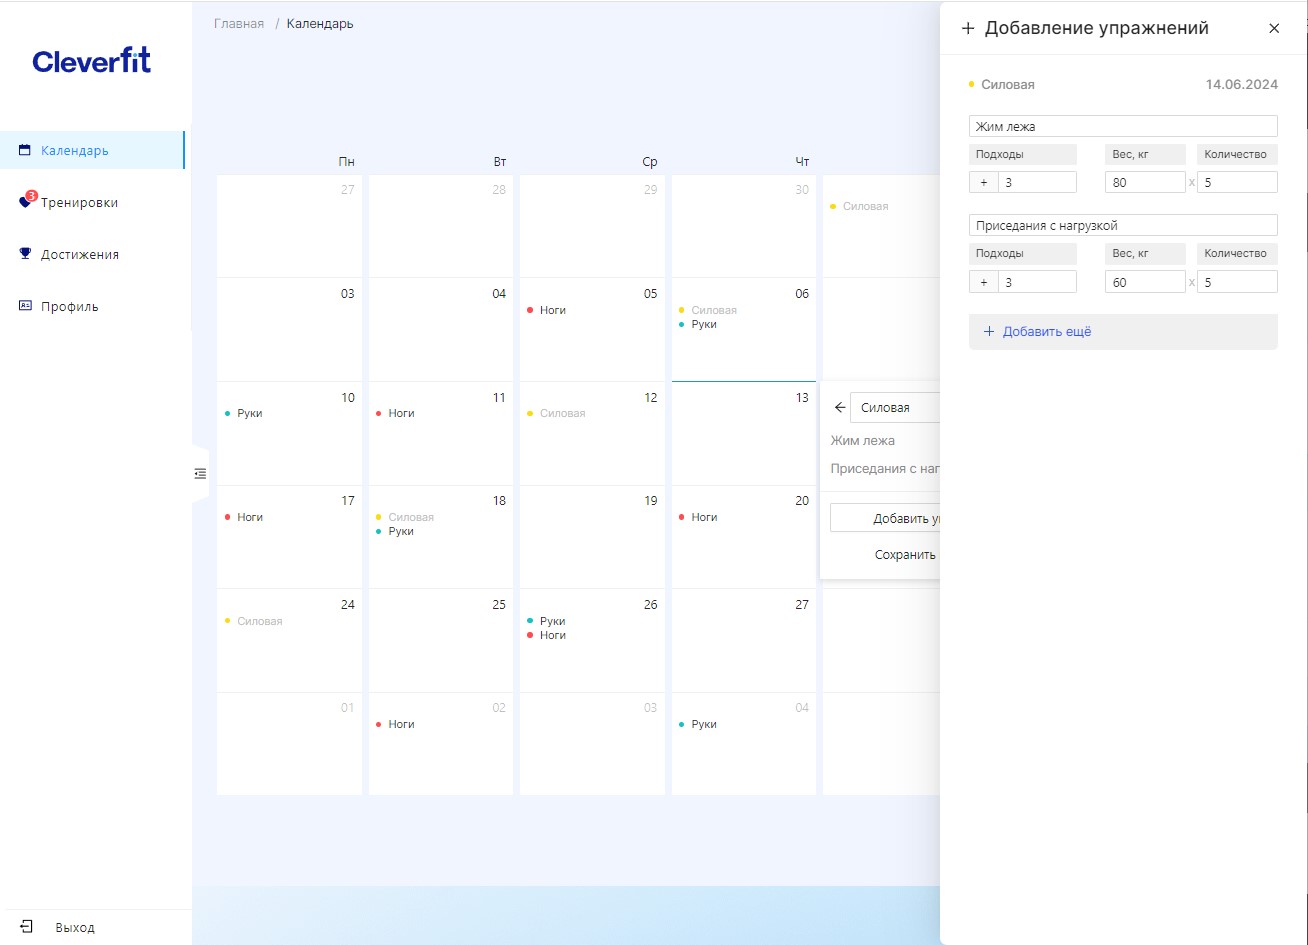 Cleverfit
Календарь
3
Тренировки
Достижения
Профиль
Выход
Главная / Календарь
Пн Вт Ср Чт
27 28 29 30
Силовая
03 04 05 06
Ноги
Силовая
Руки
10 11 12 13
Руки
Ноги
Силовая
17 18 19 20
Ноги
Силовая
Руки
Ноги
24 25 26 27
Силовая
Руки
Ноги
01 02 03 04
Ноги
Руки
Силовая
Жим лежа
Приседания с наг
Добавить у
Сохранить
+ Добавление упражнений
Силовая 14.06.2024
Жим лежа
Подходы Вес, кг Количество
+ 3 80 x 5
Приседания с нагрузкой
Подходы Вес, кг Количество
+ 3 60 x 5
+ Добавить ещё